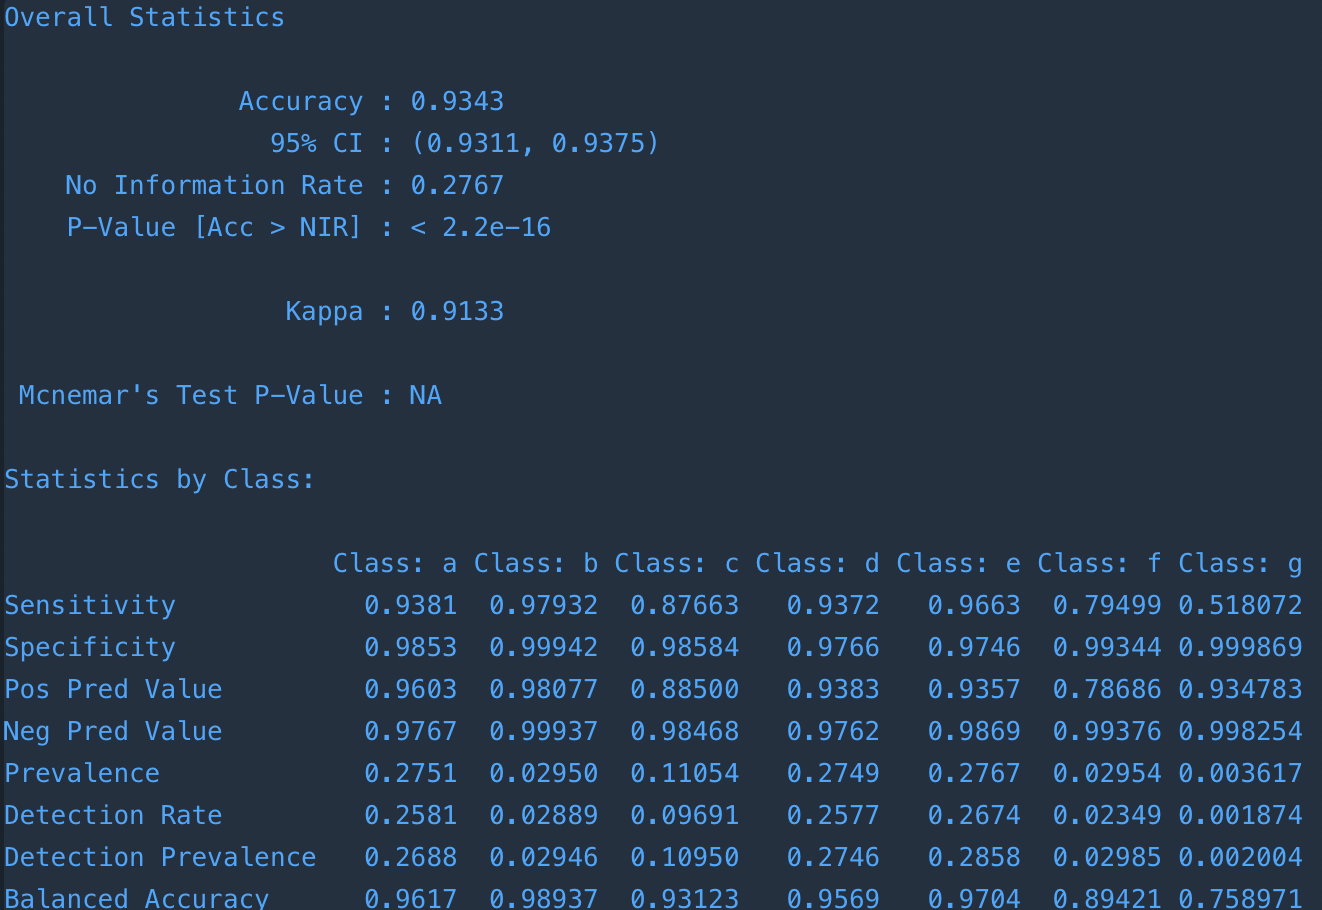 Overall Statistics
Accuracy : 0.9343
95% CI : (0.9311, 0.9375)
No Information Rate : 0.2767
P-Value [Acc > NIR] : < 2.2e-16
Kappa : 0.9133
Mcnemar's Test P-Value : NA
Statistics by Class:
Class: a Class: b Class: c Class: d Class: e Class: f Class: g
Sensitivity 0.9381 0.97932 0.87663 0.9372 0.9663 0.79499 0.518072
Specificity 0.9853 0.99942 0.98584 0.9766 0.9746 0.99344 0.999869
Pos Pred Value 0.9603 0.98077 0.88500 0.9383 0.9357 0.78686 0.934783
Neg Pred Value 0.9767 0.99937 0.98468 0.9762 0.9869 0.99376 0.998254
Prevalence 0.2751 0.02950 0.11054 0.2749 0.2767 0.02954 0.003617
Detection Rate 0.2581 0.02889 0.09691 0.2577 0.2674 0.02349 0.001874
Detection Prevalence 0.2688 0.02946 0.10950 0.2746 0.2858 0.02985 0.002004
Balanced Accuracy 0.9617 0.98937 0.93123 0.9569 0.9704 0.89421 0.758971